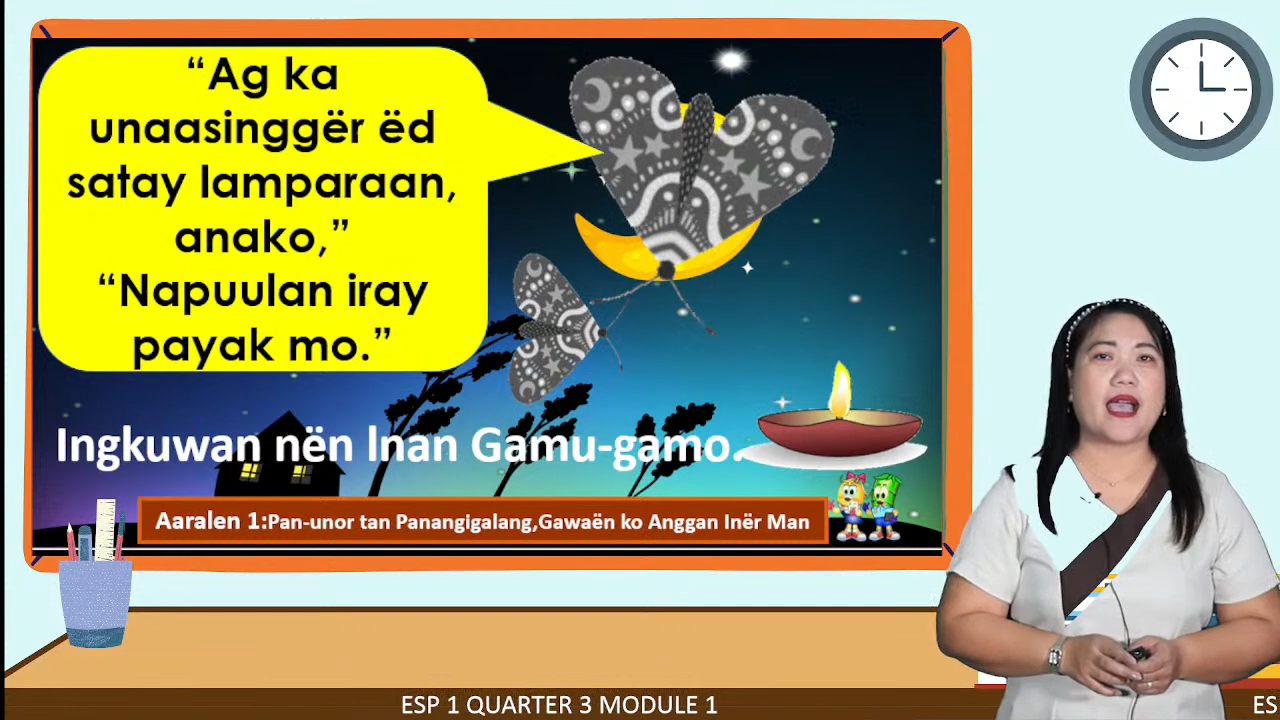 “Ag ka
unaasinggër ëd
satay lamparaan,
anako,”
“Napuulan iray
payak mo.”
Ingkuwan nën Inan Gamu-gamo.
Aaralen 1:Pan-unor tan Panangigalang,Gawaën ko Anggan Inër Man
ESP 1 QUARTER 3 MODULE 1
ES